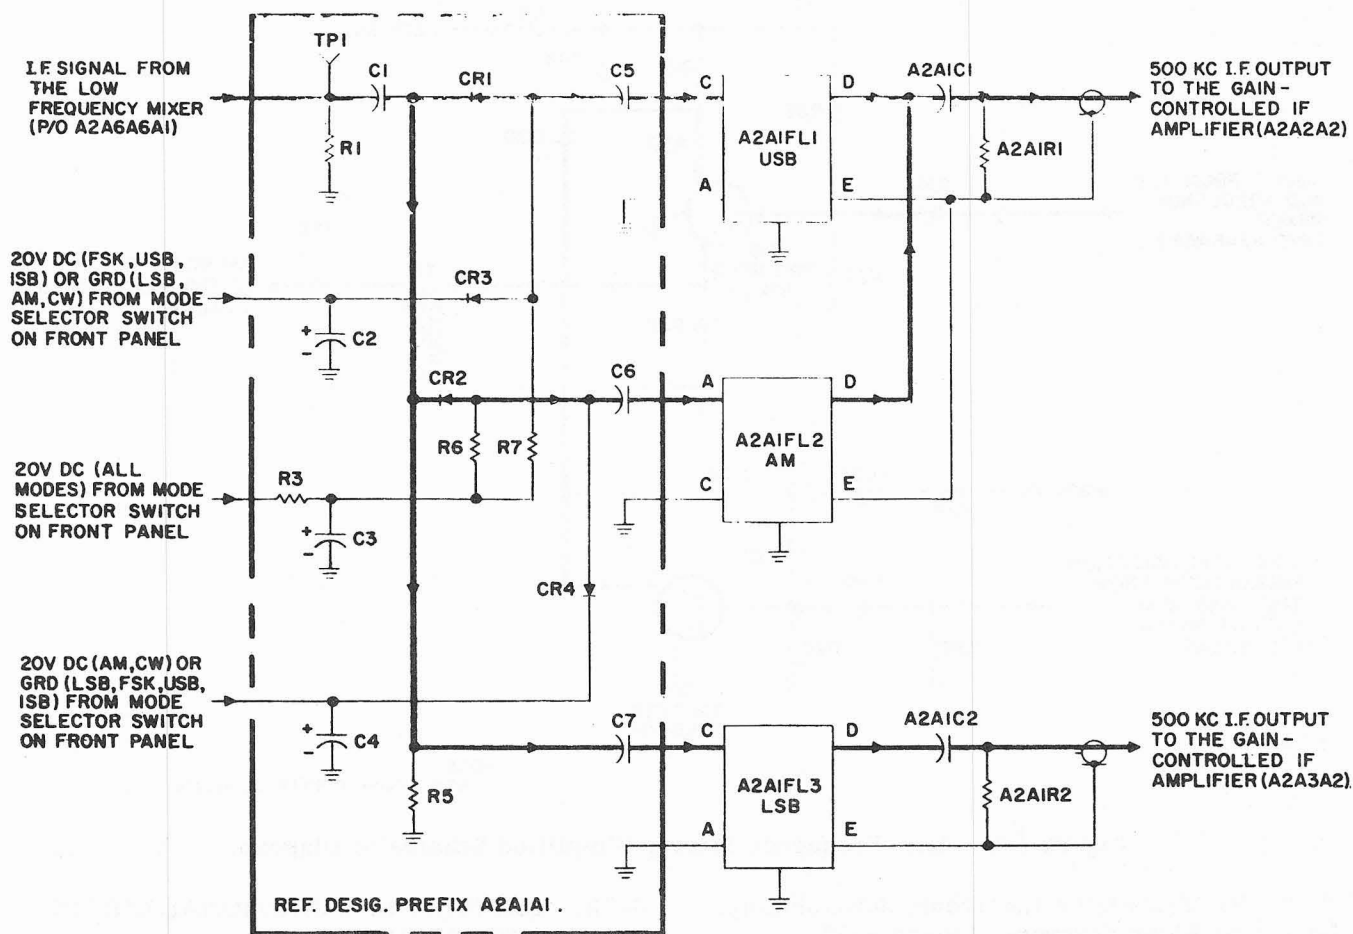 I.F. SIGNAL FROM
THE LOW
FREQUENCY MIXER
(P/O A2A6A6A1)
TP1
C1
CR1
C5
C
D
A2A1C1
500 KC I.F. OUTPUT
TO THE GAIN-
CONTROLLED IF
AMPLIFIER (A2A2A2)
R1
A2A1FL1
USB
A2A1R1
A
E
20V DC (FSK, USB,
ISB) OR GRD (LSB,
AM, CW) FROM MODE
SELECTOR SWITCH
ON FRONT PANEL
CR3
+
-
C2
CR2
C6
A
D
R6
R7
A2A1FL2
AM
20V DC (ALL
MODES) FROM MODE
SELECTOR SWITCH
ON FRONT PANEL
R3
C
E
+
-
C3
CR4
20V DC (AM, CW) OR
GRD (LSB, FSK, USB,
ISB) FROM MODE
SELECTOR SWITCH
ON FRONT PANEL
+
-
C4
C7
C
D
A2A1C2
500 KC I.F. OUTPUT
TO THE GAIN-
CONTROLLED IF
AMPLIFIER (A2A3A2)
R5
A2A1FL3
LSB
A2A1R2
A
E
REF. DESIG. PREFIX A2A1A1.